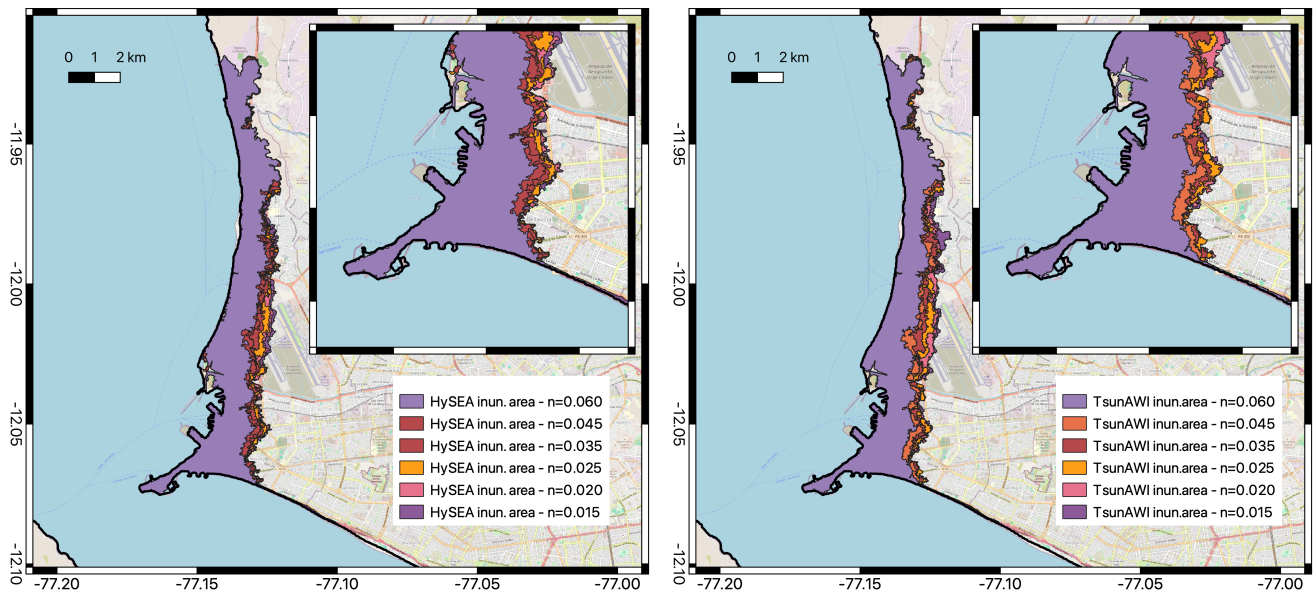 0 1 2 km
-11.95
-12.00
-12.05
-12.10
-77.20
-77.15
-77.10
-77.05
-77.00
HySEA inun. area - n=0.060
HySEA inun. area - n=0.045
HySEA inun. area - n=0.035
HySEA inun. area - n=0.025
HySEA inun. area - n=0.020
HySEA inun. area - n=0.015
0 1 2 km
-11.95
-12.00
-12.05
-12.10
-77.20
-77.15
-77.10
-77.05
-77.00
TsunAWI inun.area - n=0.060
TsunAWI inun.area - n=0.045
TsunAWI inun.area - n=0.035
TsunAWI inun.area - n=0.025
TsunAWI inun.area - n=0.020
TsunAWI inun.area - n=0.015